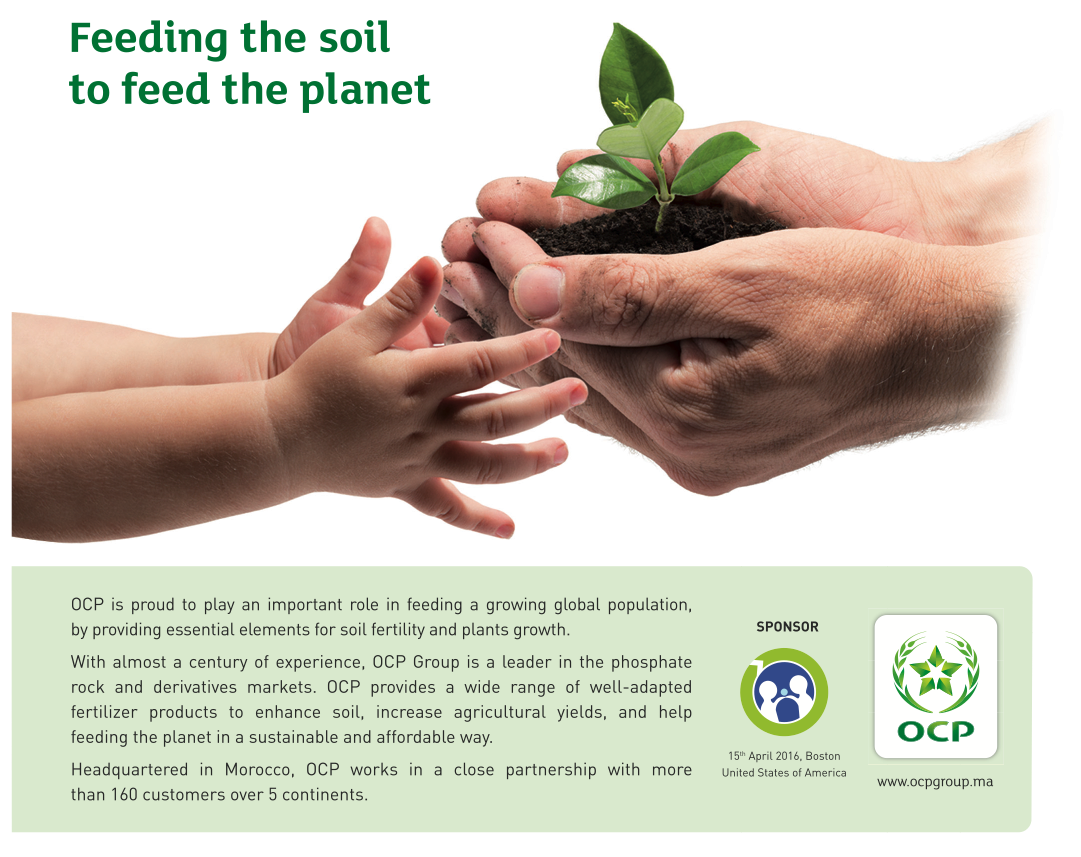 Feeding the soil
to feed the planet
OCP is proud to play an important role in feeding a growing global population,
by providing essential elements for soil fertility and plants growth.
With almost a century of experience, OCP Group is a leader in the phosphate
rock and derivatives markets. OCP provides a wide range of well-adapted
fertilizer products to enhance soil, increase agricultural yields, and help
feeding the planet in a sustainable and affordable way.
Headquartered in Morocco, OCP works in a close partnership with more
than 160 customers over 5 continents.
SPONSOR
15th April 2016, Boston
United States of America
OCP
www.ocpgroup.ma